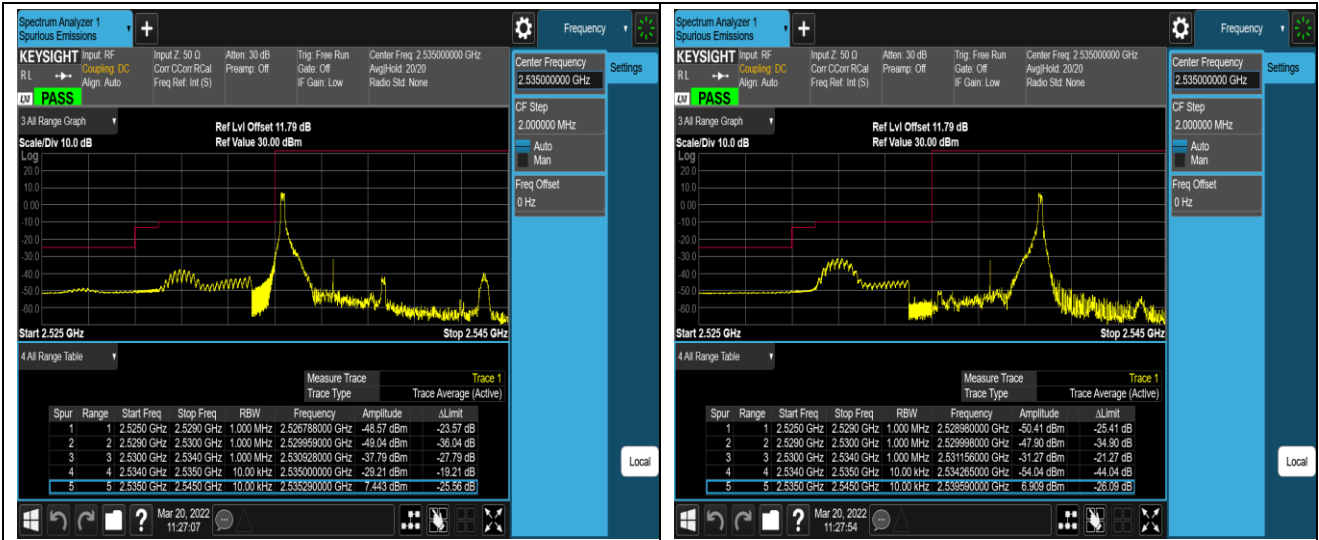 Spectrum Analyzer 1
Spurious Emissions
+
Frequency
KEYSIGHT Input: RF Input Z: 50 Ω Atten: 30 dB Trig: Free Run Center Freq: 2.535000000 GHz
Coupling: DC Corr CCorr RCal Preamp: Off Gate: Off Avg|Hold: 20/20
RL Align: Auto Freq Ref: Int (S) IF Gain: Low Radio Std: None
LXI PASS
3 All Range Graph
Ref Lvl Offset 11.79 dB
Scale/Div 10.0 dB Ref Value 30.00 dBm
Log
20.0
10.0
0.00
-10.0
-20.0
-30.0
-40.0
-50.0
-60.0
Start 2.525 GHz Stop 2.545 GHz
4 All Range Table
Measure Trace Trace 1
Trace Type Trace Average (Active)
Spur Range Start Freq Stop Freq RBW Frequency Amplitude ΔLimit
1 1 2.5250 GHz 2.5290 GHz 1.000 MHz 2.526788000 GHz -48.57 dBm -23.57 dB
2 2 2.5290 GHz 2.5300 GHz 1.000 MHz 2.529959000 GHz -49.04 dBm -36.04 dB
3 3 2.5300 GHz 2.5340 GHz 1.000 MHz 2.530928000 GHz -37.79 dBm -27.79 dB
4 4 2.5340 GHz 2.5350 GHz 10.00 kHz 2.535000000 GHz -29.21 dBm -19.21 dB
5 5 2.5350 GHz 2.5450 GHz 10.00 kHz 2.535290000 GHz 7.443 dBm -25.56 dB
Center Frequency
2.535000000 GHz
Settings
CF Step
2.000000 MHz
Auto
Man
Freq Offset
0 Hz
Local
?
Mar 20, 2022
11:27:07
Spectrum Analyzer 1
Spurious Emissions
+
Frequency
KEYSIGHT Input: RF Input Z: 50 Ω Atten: 30 dB Trig: Free Run Center Freq: 2.535000000 GHz
Coupling: DC Corr CCorr RCal Preamp: Off Gate: Off Avg|Hold: 20/20
RL Align: Auto Freq Ref: Int (S) IF Gain: Low Radio Std: None
LXI PASS
3 All Range Graph
Ref Lvl Offset 11.79 dB
Scale/Div 10.0 dB Ref Value 30.00 dBm
Log
20.0
10.0
0.00
-10.0
-20.0
-30.0
-40.0
-50.0
-60.0
Start 2.525 GHz Stop 2.545 GHz
4 All Range Table
Measure Trace Trace 1
Trace Type Trace Average (Active)
Spur Range Start Freq Stop Freq RBW Frequency Amplitude ΔLimit
1 1 2.5250 GHz 2.5290 GHz 1.000 MHz 2.528980000 GHz -50.41 dBm -25.41 dB
2 2 2.5290 GHz 2.5300 GHz 1.000 MHz 2.529998000 GHz -47.90 dBm -34.90 dB
3 3 2.5300 GHz 2.5340 GHz 1.000 MHz 2.531156000 GHz -31.27 dBm -21.27 dB
4 4 2.5340 GHz 2.5350 GHz 10.00 kHz 2.534265000 GHz -54.04 dBm -44.04 dB
5 5 2.5350 GHz 2.5450 GHz 10.00 kHz 2.539590000 GHz 6.909 dBm -26.09 dB
Center Frequency
2.535000000 GHz
Settings
CF Step
2.000000 MHz
Auto
Man
Freq Offset
0 Hz
Local
?
Mar 20, 2022
11:27:54